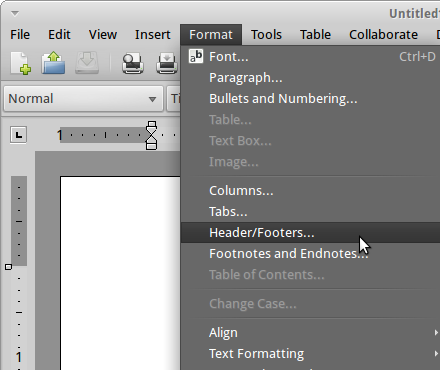 Untitled
File Edit View Insert Format Tools Table Collaborate D
ab Font... Ctrl+D
Paragraph...
Normal
Bullets and Numbering...
Table...
L
1
Text Box...
Image...
Columns...
Tabs...
Header/Footers...
Footnotes and Endnotes...
Table of Contents...
Change Case...
Align
1
Text Formatting